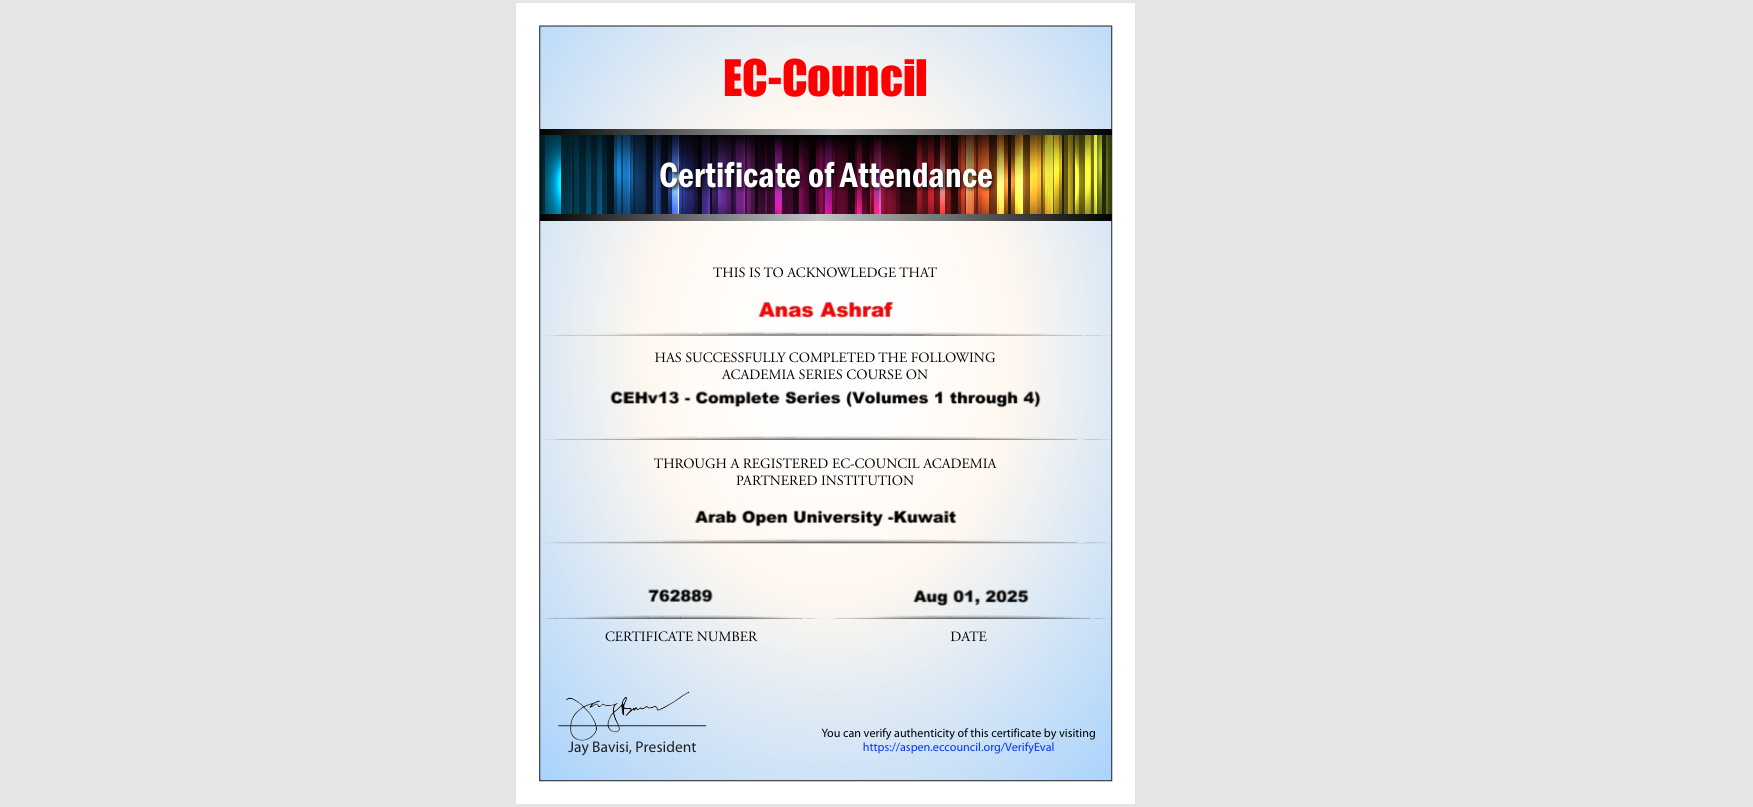 EC-Council
Certificate of Attendance
THIS IS TO ACKNOWLEDGE THAT
Anas Ashraf
HAS SUCCESSFULLY COMPLETED THE FOLLOWING
ACADEMIA SERIES COURSE ON
CEHv13 - Complete Series (Volumes 1 through 4)
THROUGH A REGISTERED EC-COUNCIL ACADEMIA
PARTNERED INSTITUTION
Arab Open University -Kuwait
762889
Aug 01, 2025
CERTIFICATE NUMBER
DATE
Jay Bavisi, President
You can verify authenticity of this certificate by visiting
https://aspen.eccouncil.org/VerifyEval